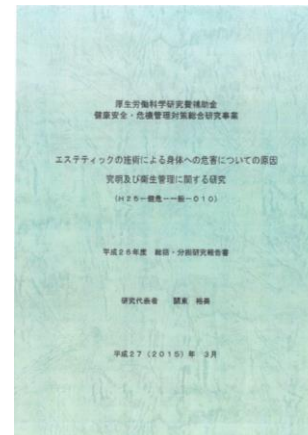 厚生労働科学研究費補助金
健康安全・危機管理対策総合研究事業
エステティックの施術による身体への危害についての原因
究明及び衛生管理に関する研究
(H25-健危-一般-010)
平成26年度 総括・分担研究報告書
研究代表者 関東 裕美
平成27(2015)年 3月